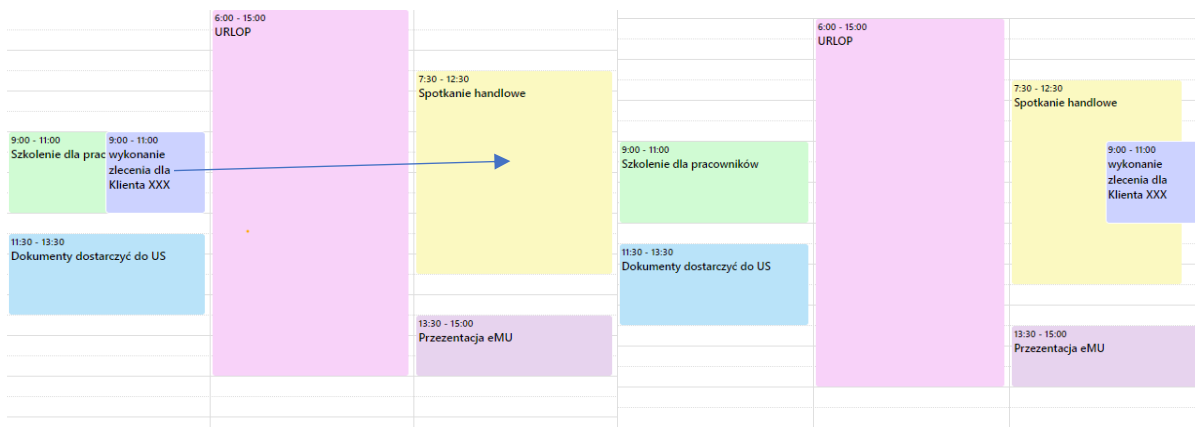 6:00 - 15:00
URLOP
7:30 - 12:30
Spotkanie handlowe
9:00 - 11:00
Szkolenie dla prac
9:00 - 11:00
wykonanie
zlecenia dla
Klienta XXX
11:30 - 13:30
Dokumenty dostarczyć do US
13:30 - 15:00
Przezentacja eMU
6:00 - 15:00
URLOP
7:30 - 12:30
Spotkanie handlowe
9:00 - 11:00
Szkolenie dla pracowników
9:00 - 11:00
wykonanie
zlecenia dla
Klienta XXX
11:30 - 13:30
Dokumenty dostarczyć do US
13:30 - 15:00
Przezentacja eMU